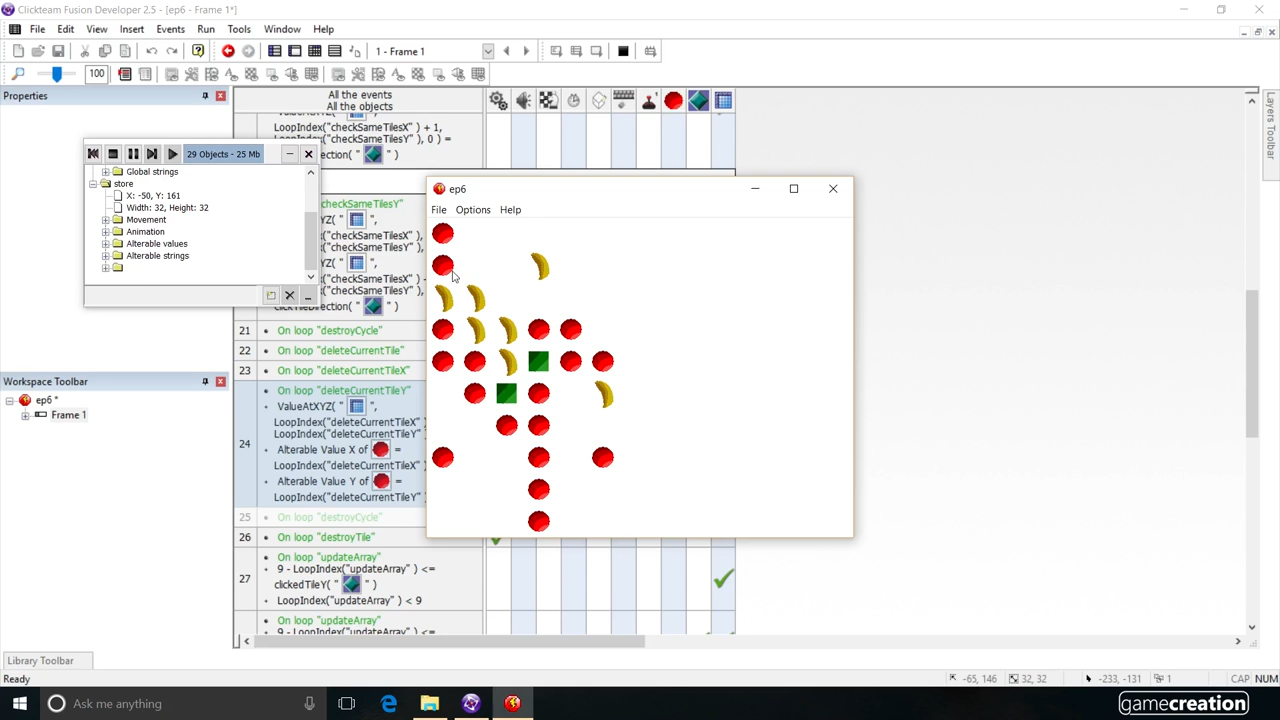 Clickteam Fusion Developer 2.5 - [ep6 - Frame 1*]
File Edit View Insert Events Run Tools Window Help
1 - Frame 1
100
Properties
All the events
All the objects
LoopIndex("checkSameTilesX" ) + 1,
LoopIndex("checkSameTilesY" ), 0 ) =
29 Objects - 25 Mb
Global strings
store
X: -50, Y: 161
Width: 32, Height: 32
Movement
Animation
Alterable values
Alterable strings
ep6
File Options Help
Layers Toolbar
21 • On loop "destroyCycle"
22 • On loop "deleteCurrentTile"
23 • On loop "deleteCurrentTileX"
24
• On loop "deleteCurrentTileY"
• ValueAtXYZ( " ",
LoopIndex("deleteCurrentTileX" )
LoopIndex("deleteCurrentTileY" )
• Alterable Value X of =
LoopIndex("deleteCurrentTileX" )
• Alterable Value Y of =
LoopIndex("deleteCurrentTileY" )
25 • On loop "destroyCycle"
26 • On loop "destroyTile"
27
• On loop "updateArray"
• 9 - LoopIndex("updateArray" ) <=
clickedTileY( " " )
• LoopIndex("updateArray" ) < 9
• On loop "updateArray"
• 9 - LoopIndex("updateArray" ) <=
Workspace Toolbar
ep6 *
Frame 1
Library Toolbar
Ready
-65, 146
32, 32
-233, -131
1
CAP NUM
Ask me anything
gamecreation